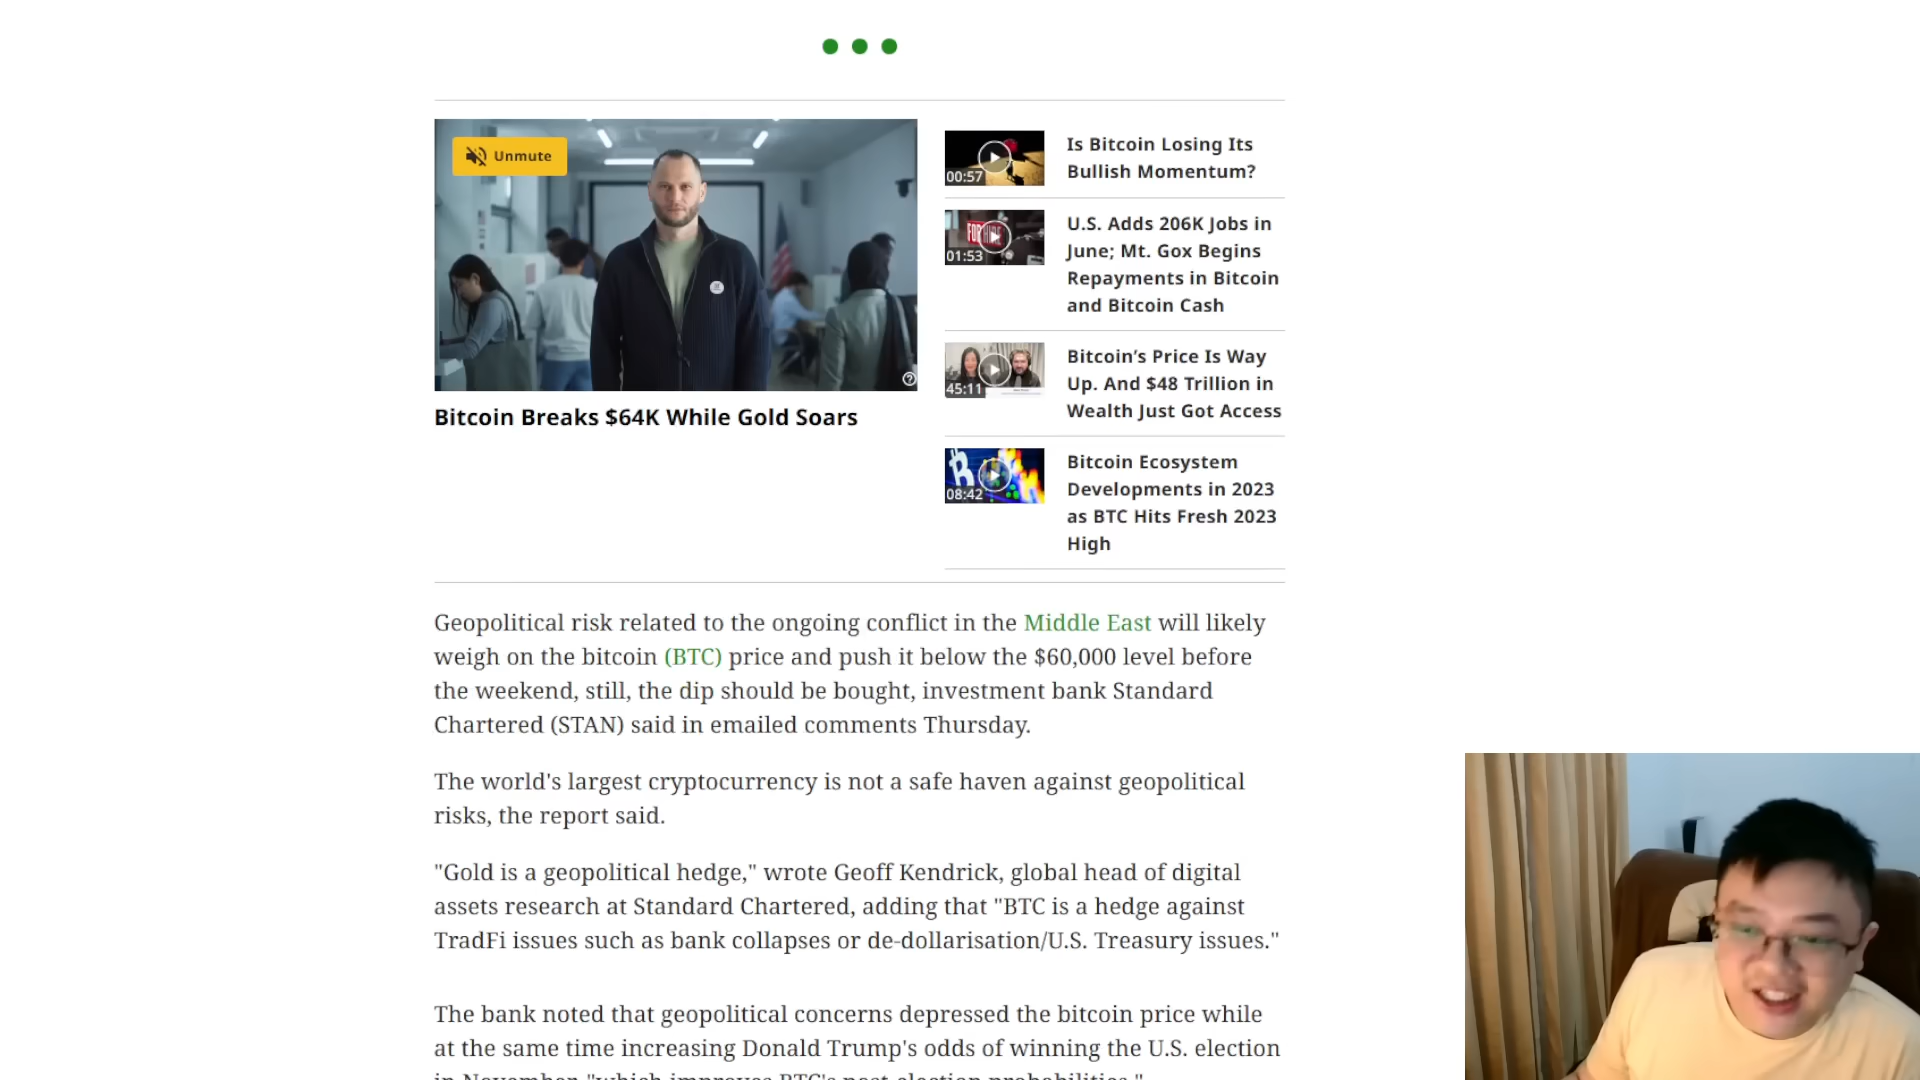 Unmute
Bitcoin Breaks $64K While Gold Soars
00:57
Is Bitcoin Losing Its
Bullish Momentum?
01:53
U.S. Adds 206K Jobs in
June; Mt. Gox Begins
Repayments in Bitcoin
and Bitcoin Cash
45:11
Bitcoin’s Price Is Way
Up. And $48 Trillion in
Wealth Just Got Access
08:42
Bitcoin Ecosystem
Developments in 2023
as BTC Hits Fresh 2023
High
Geopolitical risk related to the ongoing conflict in the Middle East will likely
weigh on the bitcoin (BTC) price and push it below the $60,000 level before
the weekend, still, the dip should be bought, investment bank Standard
Chartered (STAN) said in emailed comments Thursday.
The world's largest cryptocurrency is not a safe haven against geopolitical
risks, the report said.
"Gold is a geopolitical hedge," wrote Geoff Kendrick, global head of digital
assets research at Standard Chartered, adding that "BTC is a hedge against
TradFi issues such as bank collapses or de-dollarisation/U.S. Treasury issues."
The bank noted that geopolitical concerns depressed the bitcoin price while
at the same time increasing Donald Trump's odds of winning the U.S. election
in November, "which improves BTC's post-election probabilities."